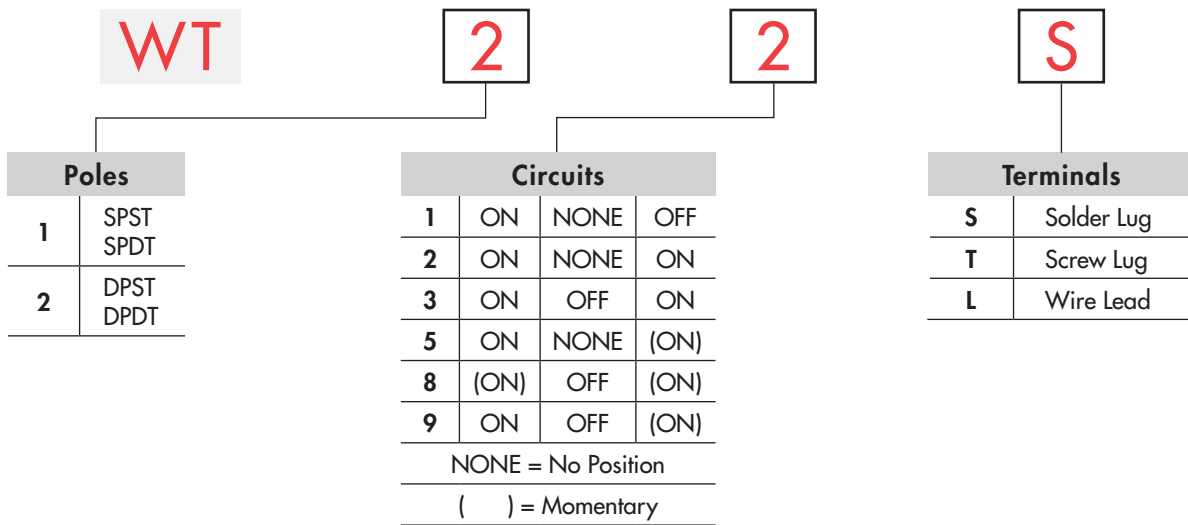 WT 2 2 S
Poles
1 SPST
SPDT
2 DPST
DPDT
Circuits
1 ON NONE OFF
2 ON NONE ON
3 ON OFF ON
5 ON NONE (ON)
8 (ON) OFF (ON)
9 ON OFF (ON)
NONE = No Position
( ) = Momentary
Terminals
S Solder Lug
T Screw Lug
L Wire Lead